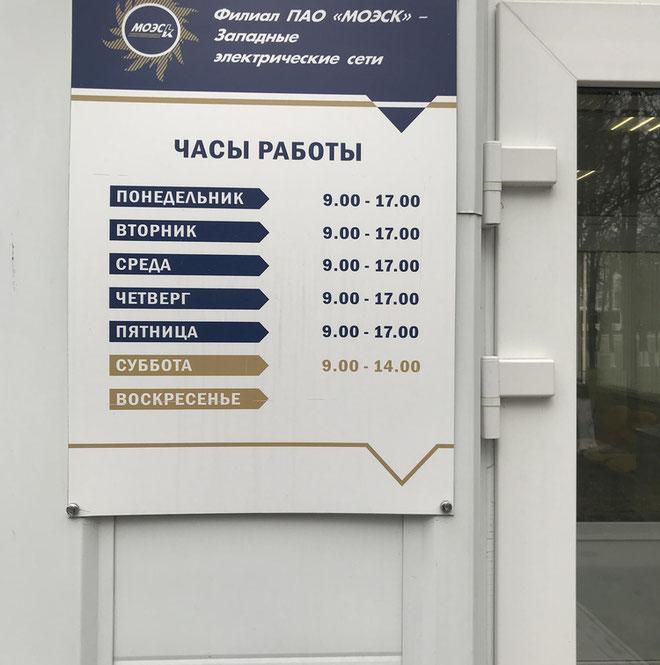 МОЭСК
Филиал ПАО «МОЭСК» –
Западные
электрические сети
ЧАСЫ РАБОТЫ
ПОНЕДЕЛЬНИК 9.00 - 17.00
ВТОРНИК 9.00 - 17.00
СРЕДА 9.00 - 17.00
ЧЕТВЕРГ 9.00 - 17.00
ПЯТНИЦА 9.00 - 17.00
СУББОТА 9.00 - 14.00
ВОСКРЕСЕНЬЕ